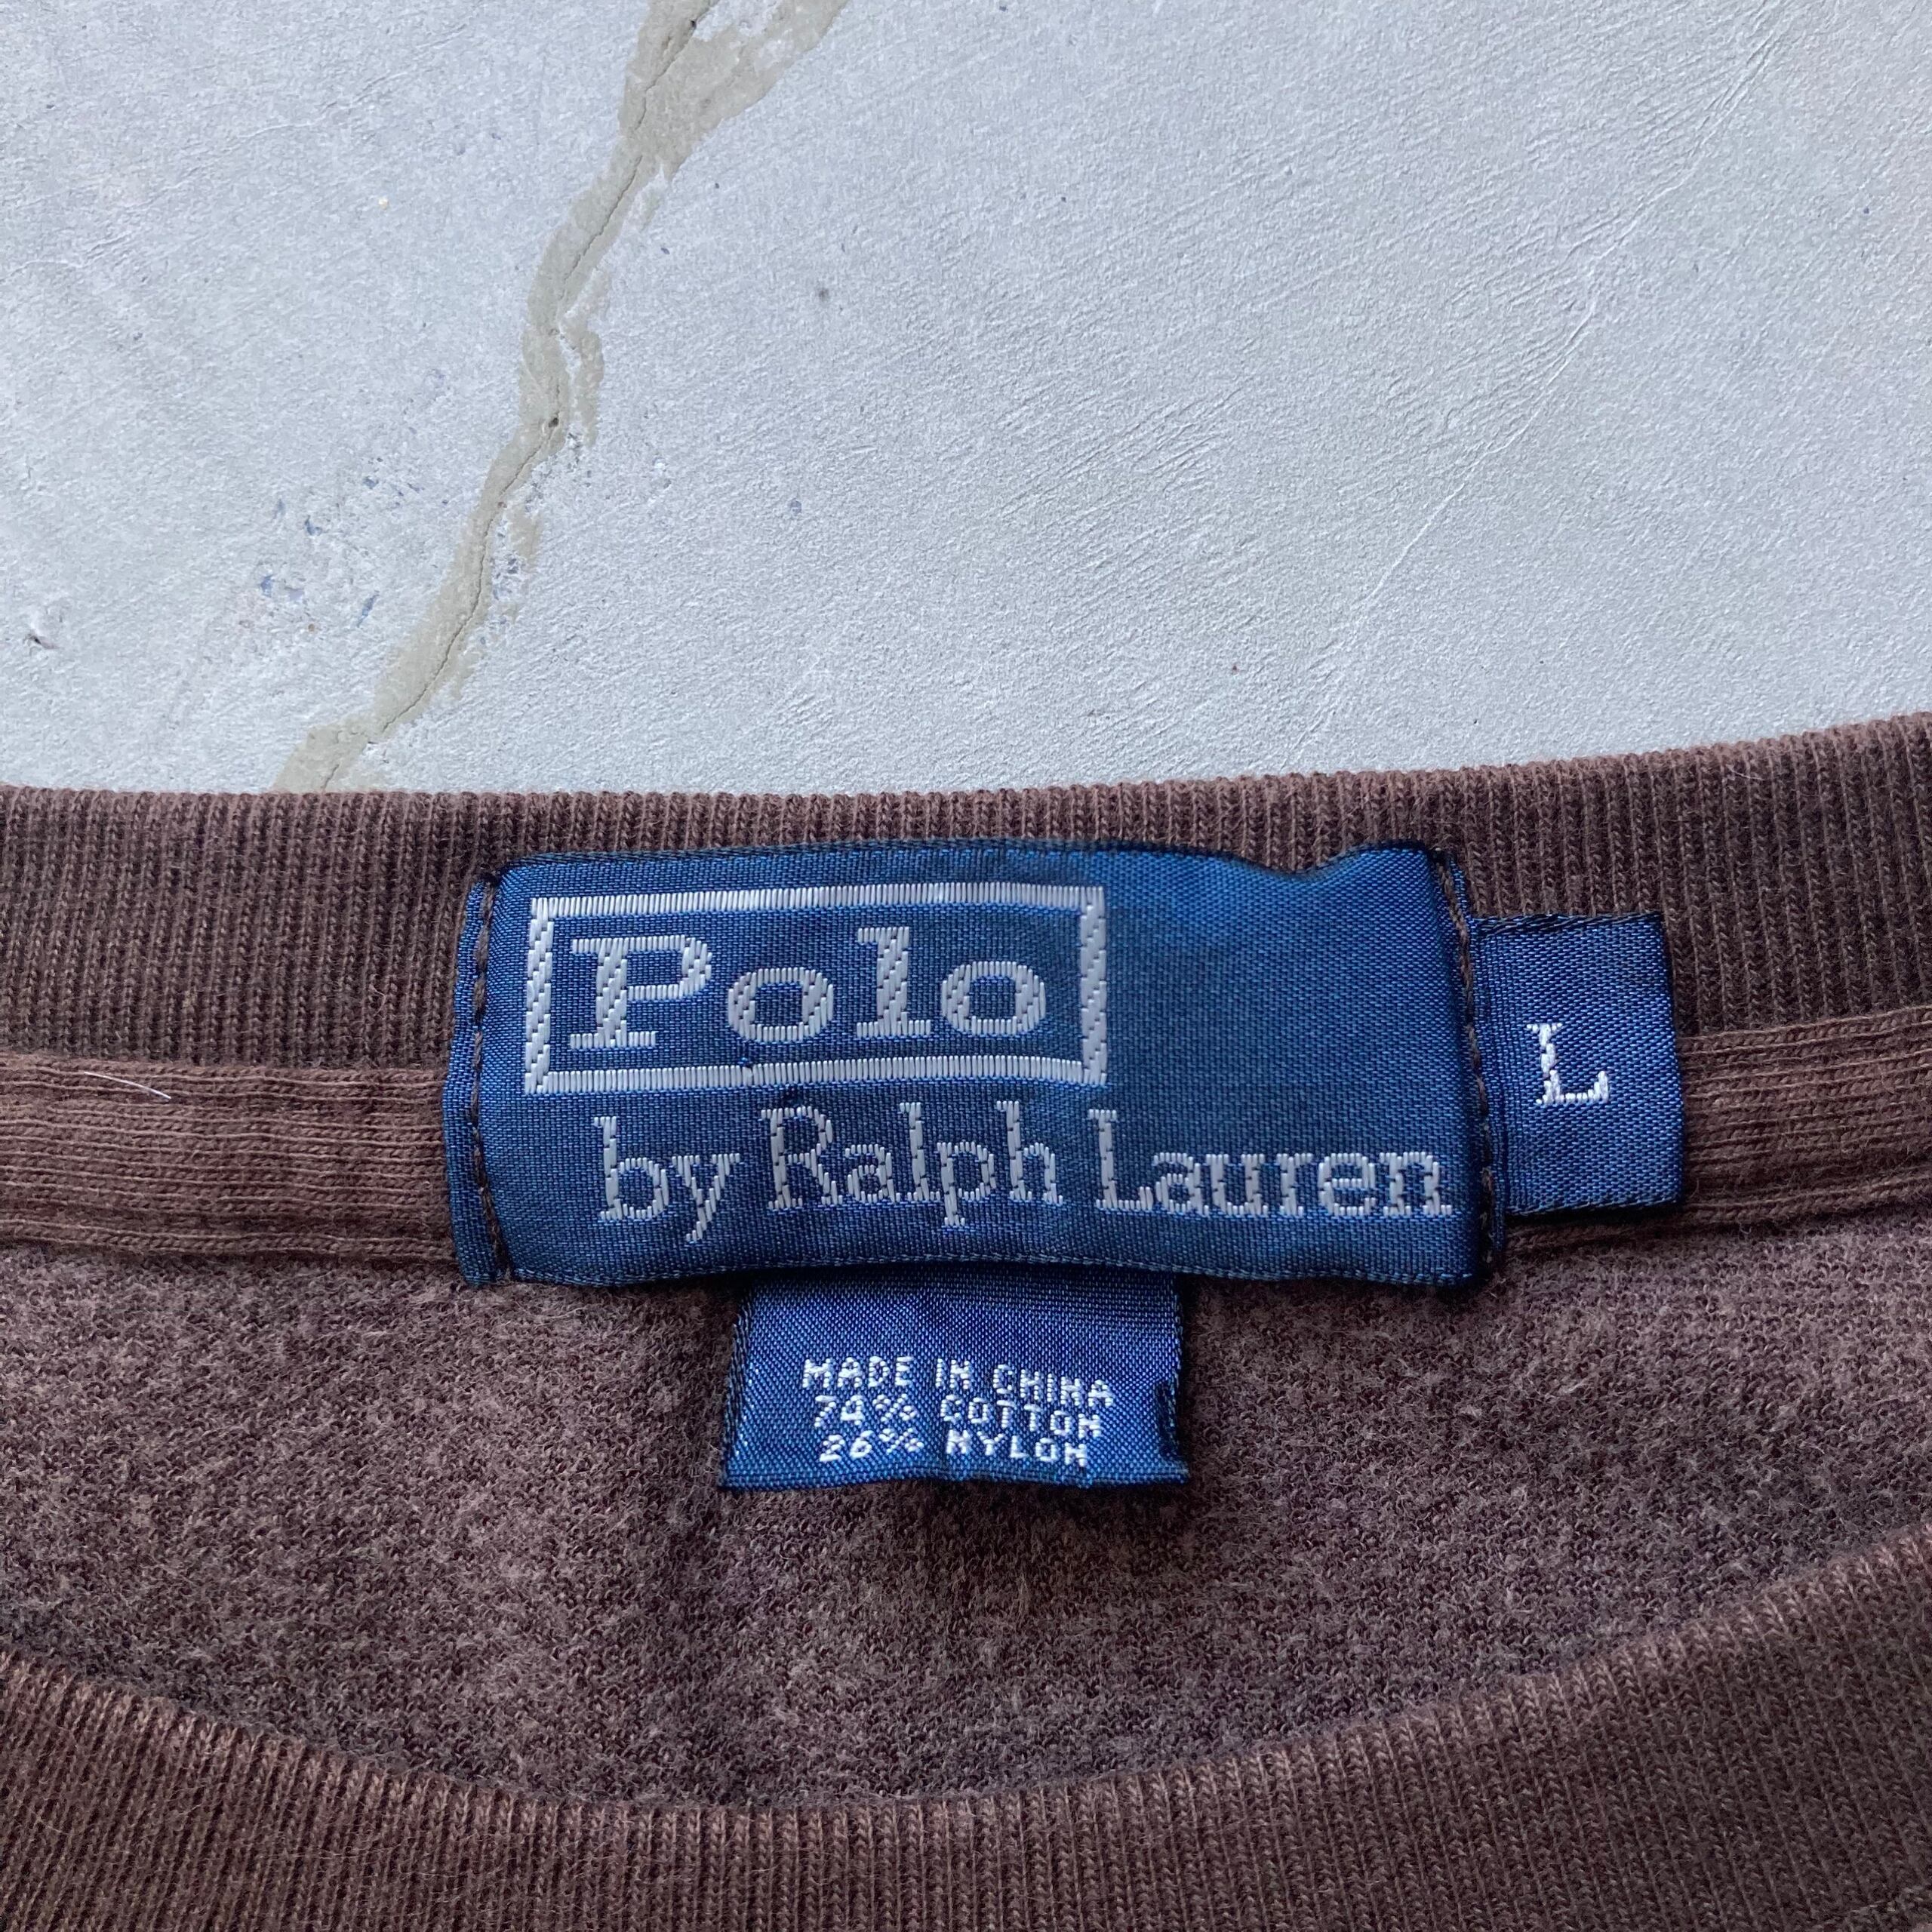 Polo
by Ralph Lauren
L
MADE IN CHINA
74% COTTON
26% NYLON